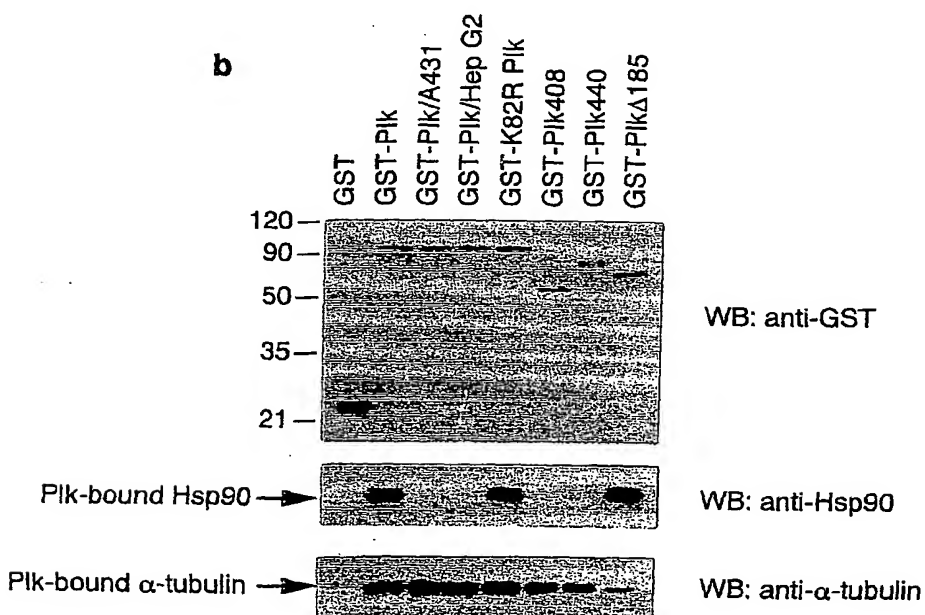 b
GST
GST-Plk
GST-Plk/A431
GST-Plk/Hep G2
GST-K82R Plk
GST-Plk408
GST-Plk440
GST-PlkΔ185
120
90
50
35
21
WB: anti-GST
Plk-bound Hsp90
WB: anti-Hsp90
Plk-bound α-tubulin
WB: anti-α-tubulin